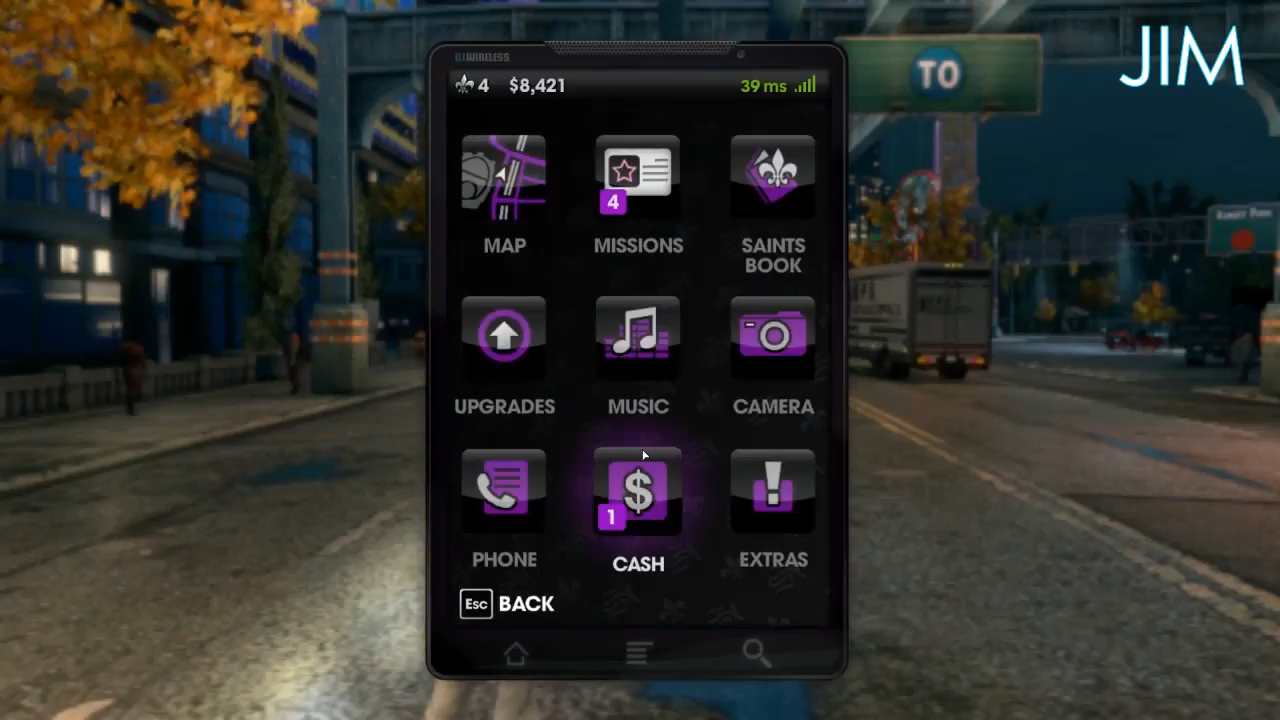 WIRELESS
JIM
4 $8,421
39 ms
TO
4
MAP
MISSIONS
SAINTS
BOOK
UPGRADES
MUSIC
CAMERA
$
1
!
PHONE
CASH
EXTRAS
Esc BACK